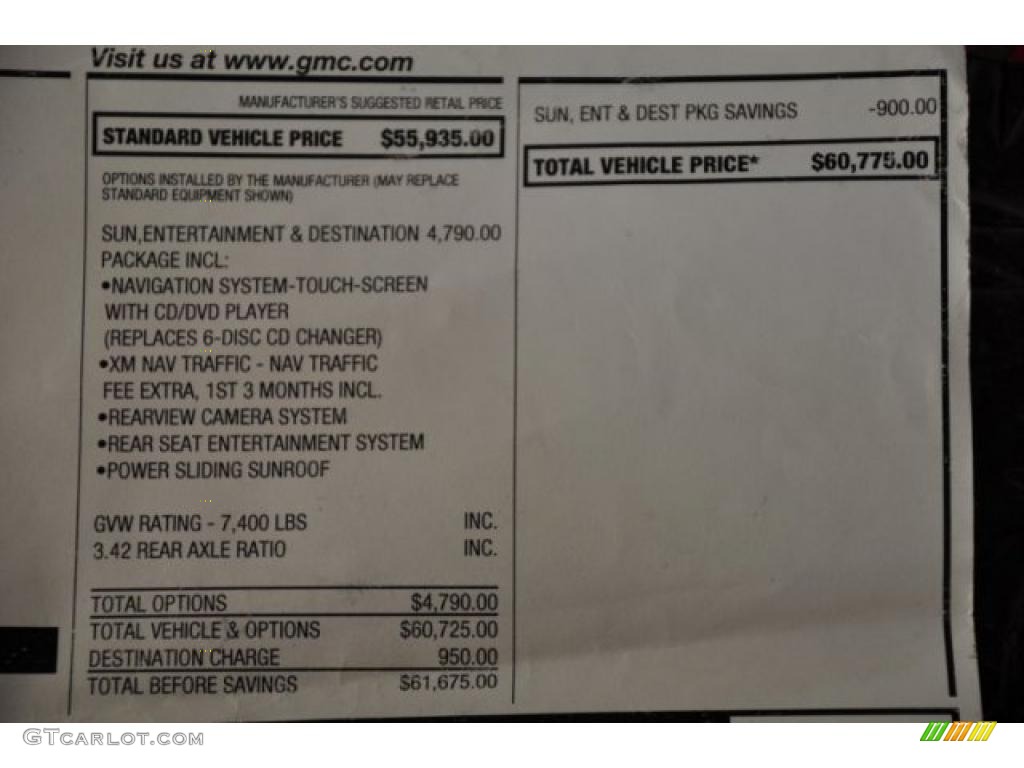 Visit us at www.gmc.com
MANUFACTURER'S SUGGESTED RETAIL PRICE
STANDARD VEHICLE PRICE $55,935.00
OPTIONS INSTALLED BY THE MANUFACTURER (MAY REPLACE
STANDARD EQUIPMENT SHOWN)
SUN,ENTERTAINMENT & DESTINATION 4,790.00
PACKAGE INCL:
•NAVIGATION SYSTEM-TOUCH-SCREEN
WITH CD/DVD PLAYER
(REPLACES 6-DISC CD CHANGER)
•XM NAV TRAFFIC - NAV TRAFFIC
FEE EXTRA, 1ST 3 MONTHS INCL.
•REARVIEW CAMERA SYSTEM
•REAR SEAT ENTERTAINMENT SYSTEM
•POWER SLIDING SUNROOF
GVW RATING - 7,400 LBS INC.
3.42 REAR AXLE RATIO INC.
TOTAL OPTIONS $4,790.00
TOTAL VEHICLE & OPTIONS $60,725.00
DESTINATION CHARGE 950.00
TOTAL BEFORE SAVINGS $61,675.00
SUN, ENT & DEST PKG SAVINGS -900.00
TOTAL VEHICLE PRICE* $60,775.00
GTCARLOT.COM